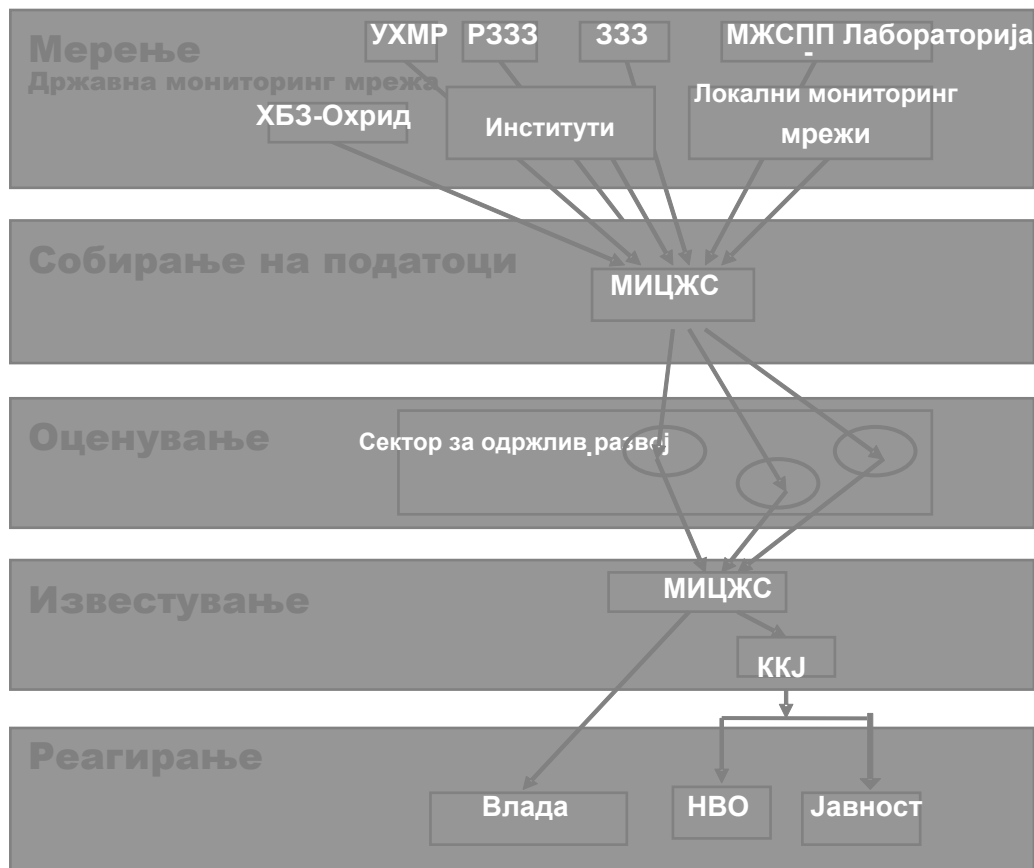 Мерење
Државна мониторинг мрежа
УХМР
РЗЗЗ
ЗЗЗ
МЖСПП Лабораторија
-
ХБЗ-Охрид
Институти
Локални мониторинг
мрежи
Собирање на податоци
МИЦЖС
Оценување
Сектор за одржлив.развој
Известување
МИЦЖС
ККЈ
Реагирање
Влада
НВО
Јавност